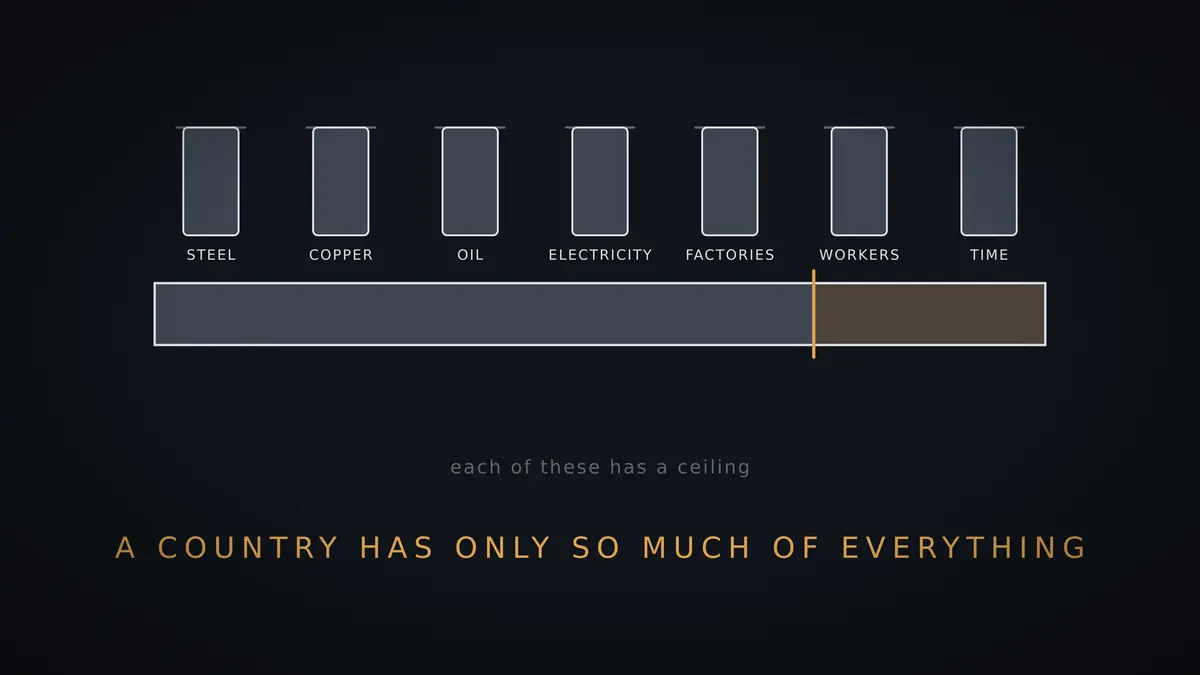 STEEL COPPER OIL ELECTRICITY FACTORIES WORKERS TIME
each of these has a ceiling
A COUNTRY HAS ONLY SO MUCH OF EVERYTHING